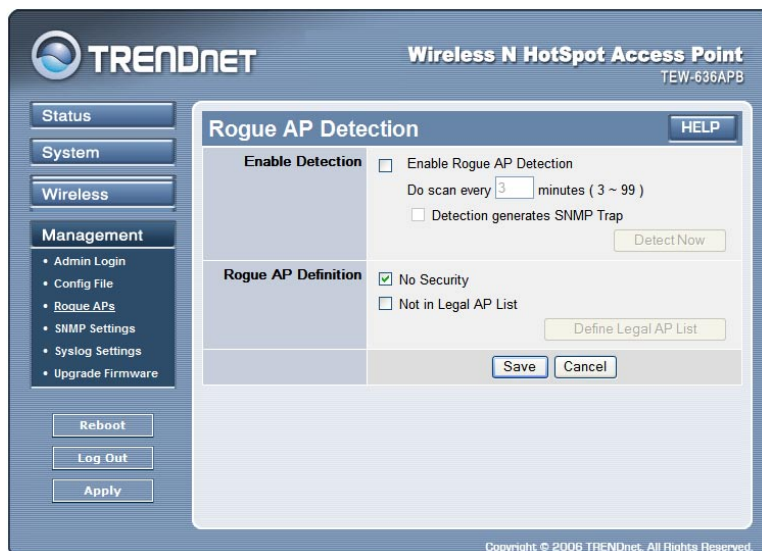 TRENDNET
Wireless N HotSpot Access Point
TEW-636APB
Status
System
Wireless
Management
• Admin Login
• Config File
• Rogue APs
• SNMP Settings
• Syslog Settings
• Upgrade Firmware
Reboot
Log Out
Apply
Rogue AP Detection
HELP
Enable Detection
Enable Rogue AP Detection
Do scan every 3 minutes ( 3 ~ 99 )
Detection generates SNMP Trap
Detect Now
Rogue AP Definition
No Security
Not in Legal AP List
Define Legal AP List
Save Cancel
Copyright © 2006 TRENDnet. All Rights Reserved.